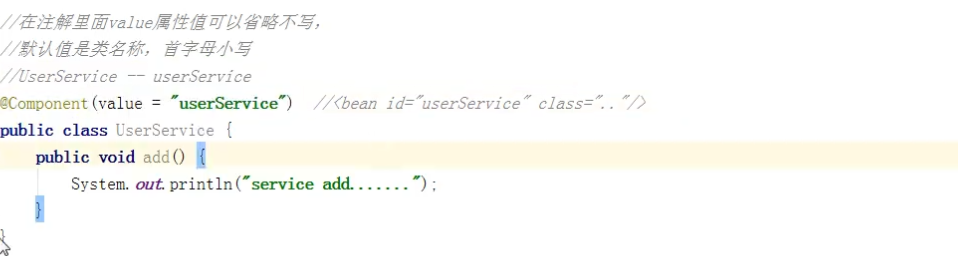 //在注解里面value属性值可以省略不写，
//默认值是类名称，首字母小写
//UserService -- userService
@Component(value = "userService")  //<bean id="userService" class=".."/>
public class UserService {
    public void add() {
        System.out.println("service add.......");
    }
}